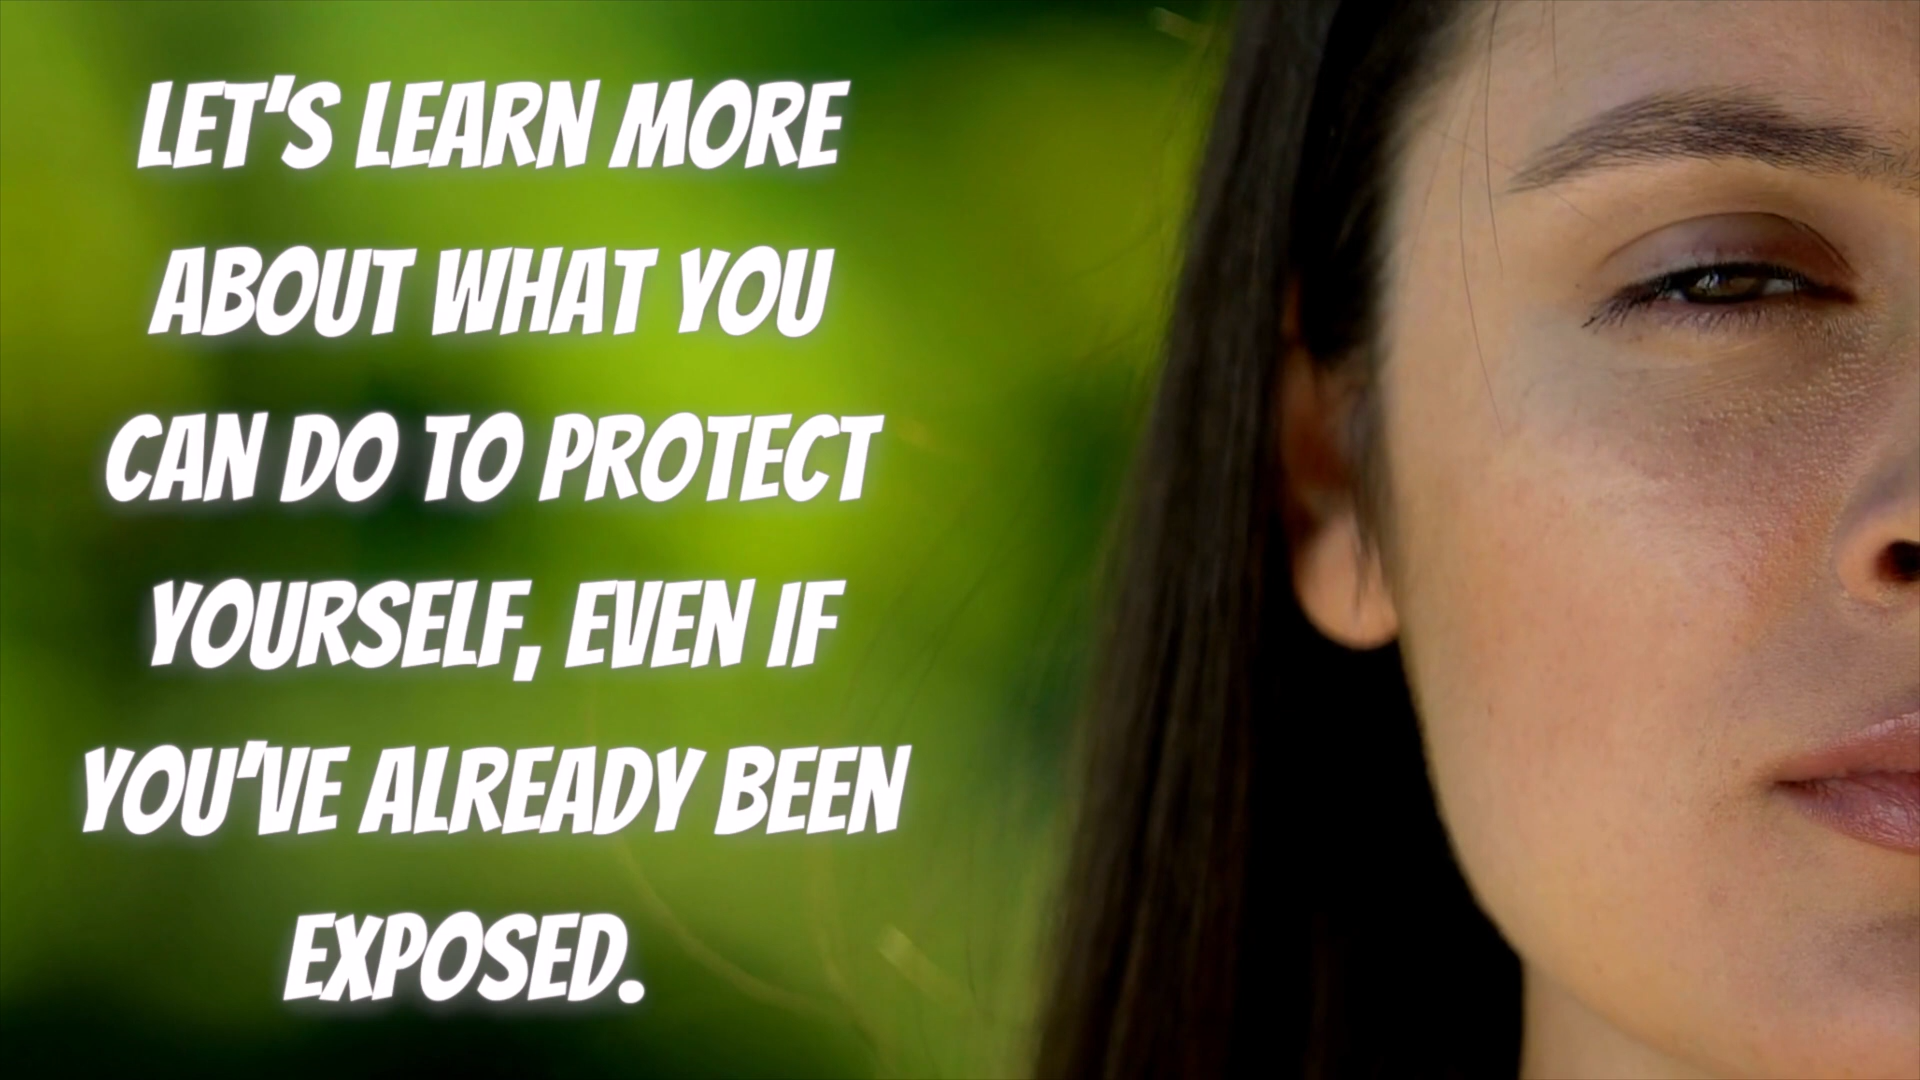 LET'S LEARN MORE
ABOUT WHAT YOU
CAN DO TO PROTECT
YOURSELF, EVEN IF
YOU'VE ALREADY BEEN
EXPOSED.